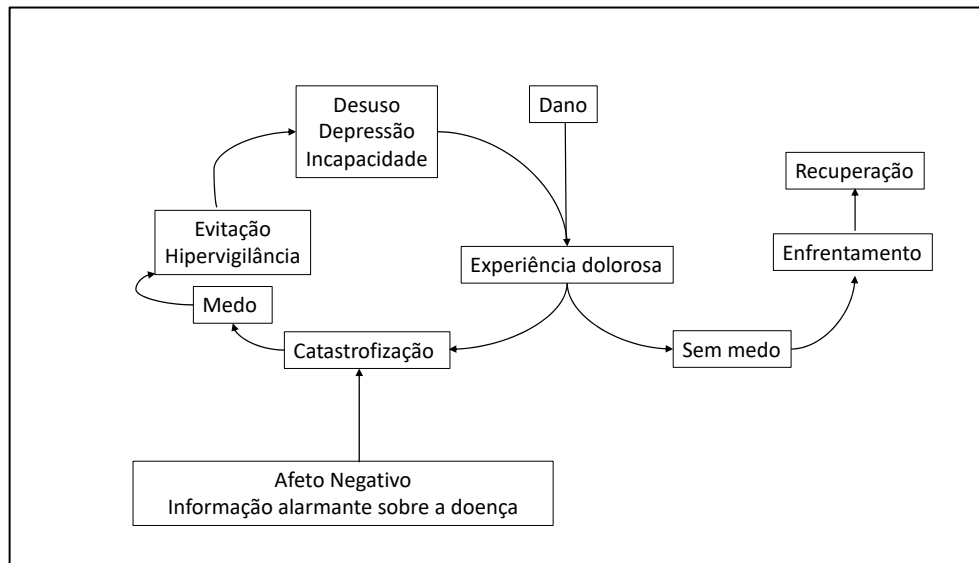 Desuso
Depressão
Incapacidade
Dano
Recuperação
Evitação
Hipervigilância
Enfrentamento
Experiência dolorosa
Medo
Catastrofização
Sem medo
Afeto Negativo
Informação alarmante sobre a doença